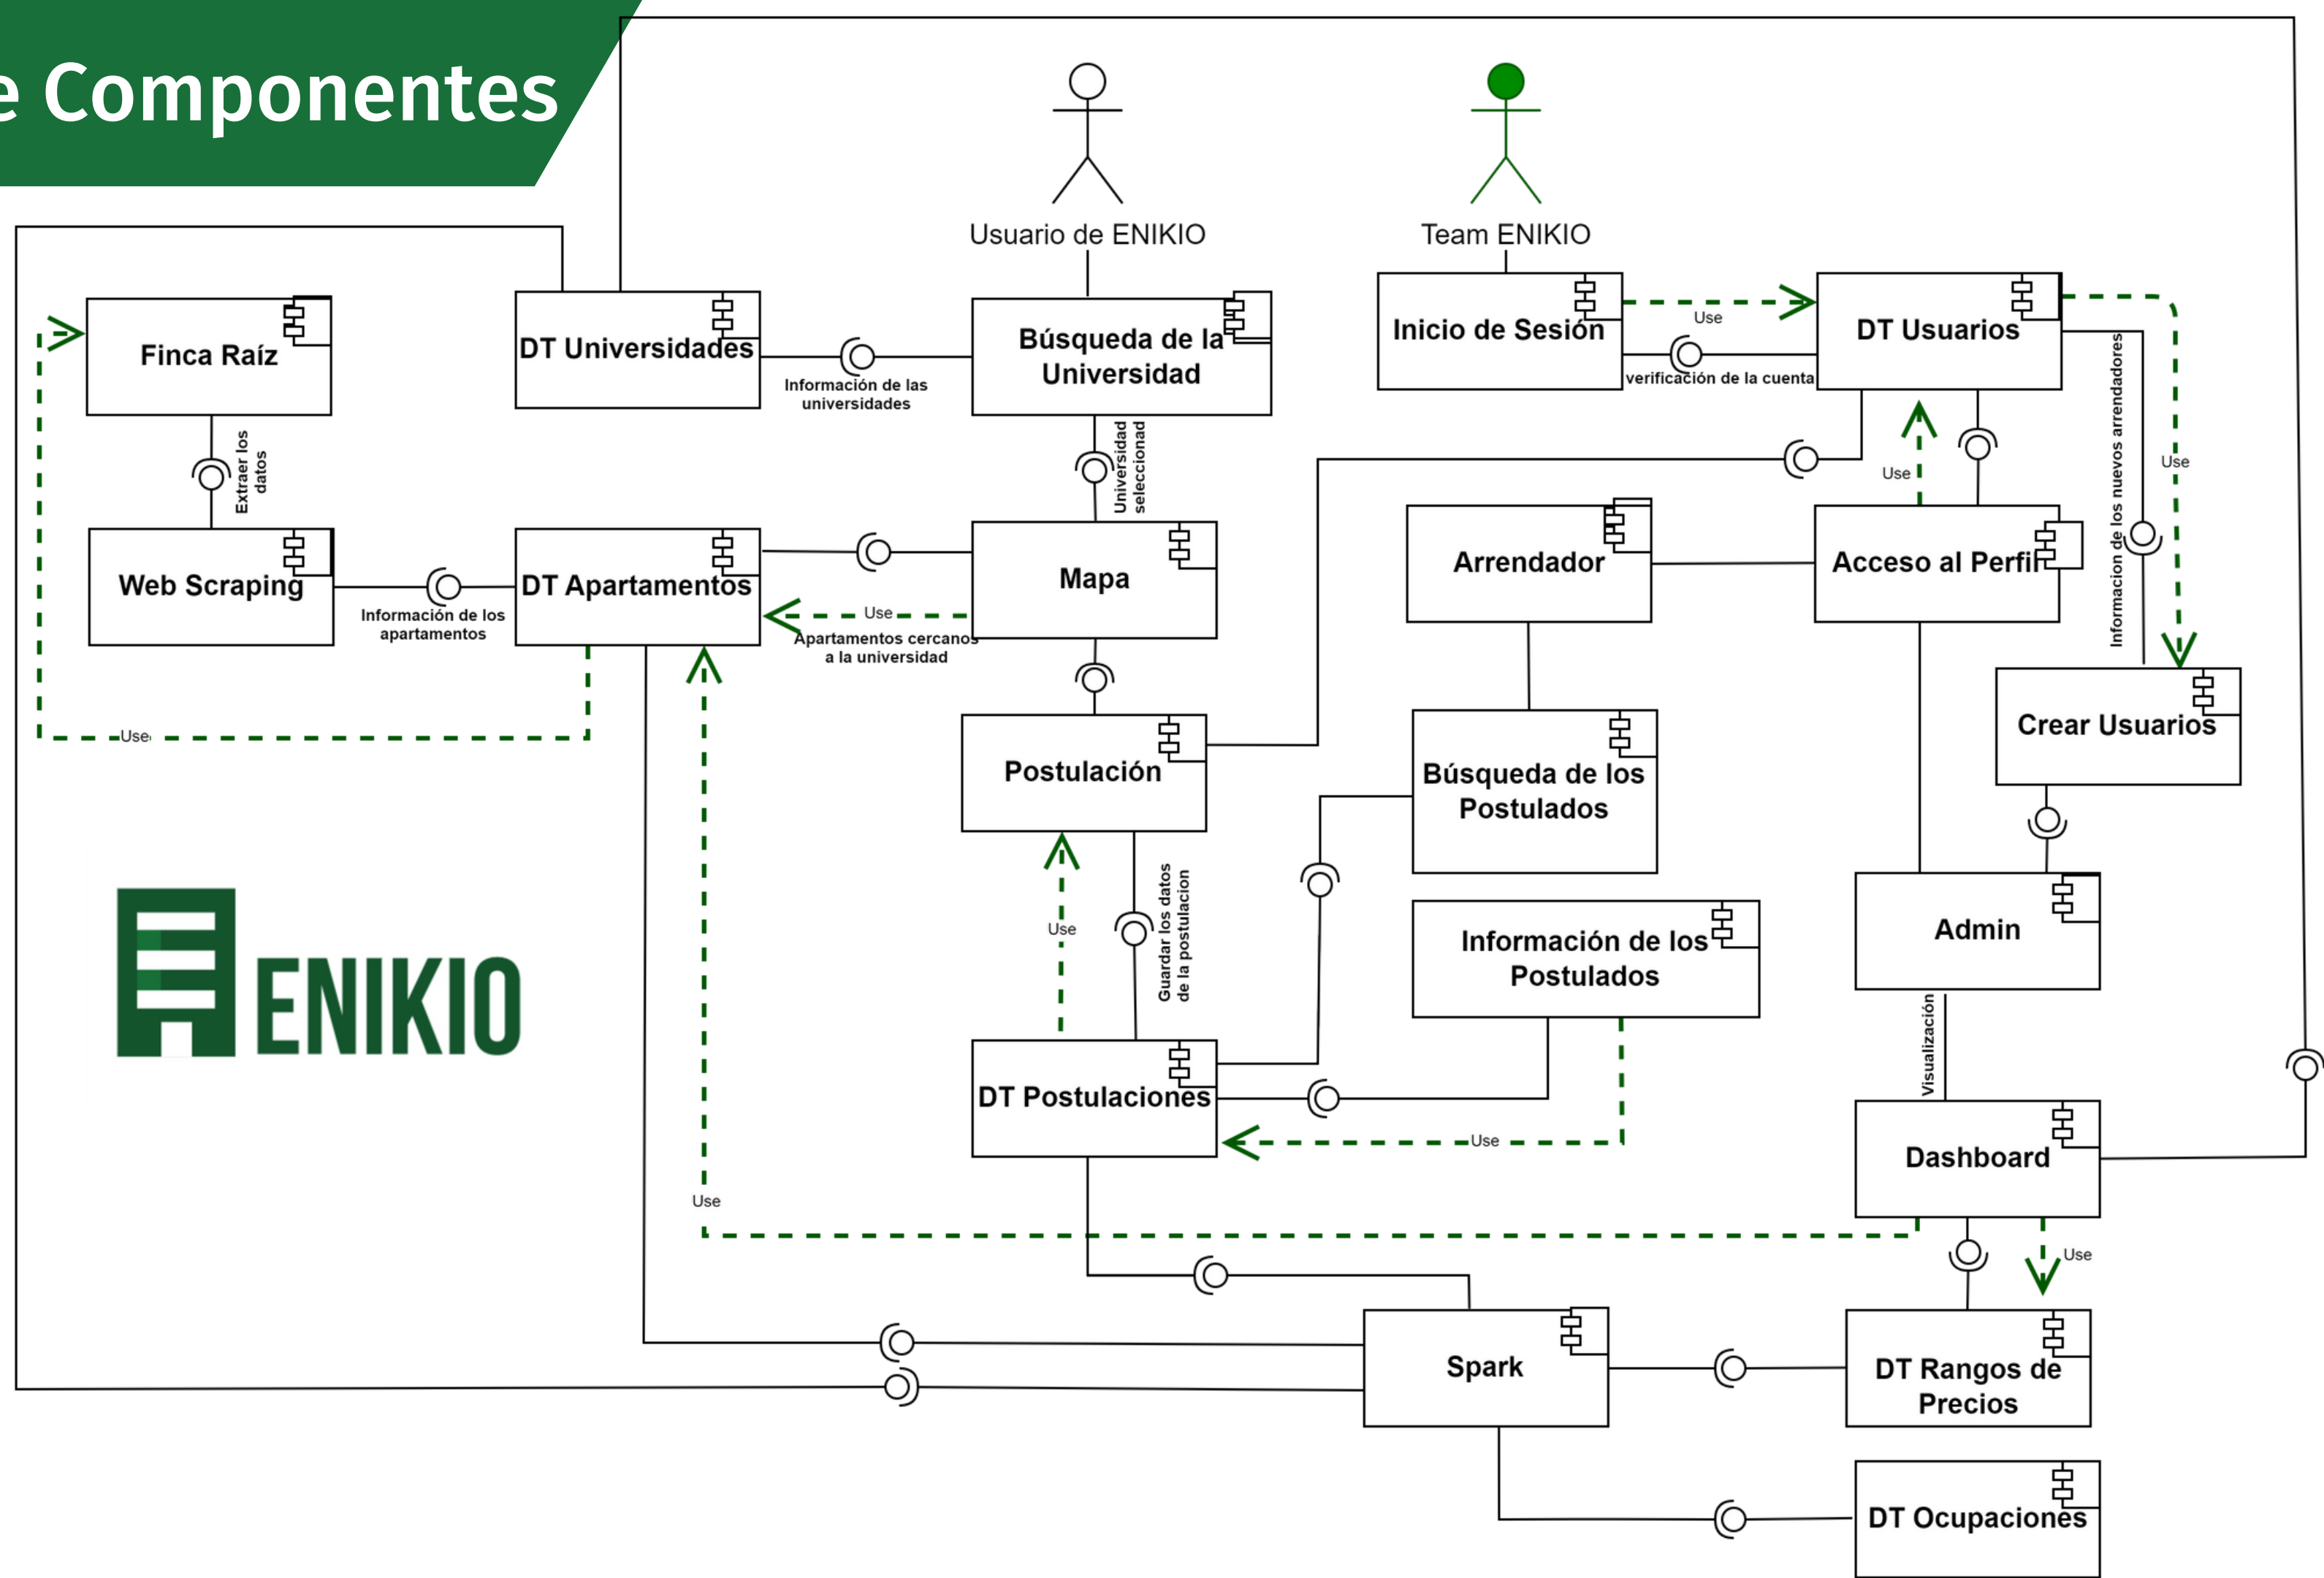 e Componentes
Usuario de ENIKIO
Team ENIKIO
Finca Raíz
DT Universidades
Información de las
universidades
Búsqueda de la
Universidad
Inicio de Sesión
Use
verificación de la cuenta
DT Usuarios
Extraer los
datos
Universidad
seleccionad
Use
Informacion de los nuevos arrendadores
Use
Web Scraping
Información de los
apartamentos
DT Apartamentos
Use
Apartamentos cercanos
a la universidad
Mapa
Arrendador
Acceso al Perfil
Use
Postulación
Búsqueda de los
Postulados
Crear Usuarios
Use
Guardar los datos
de la postulacion
Información de los
Postulados
Admin
Visualización
ENIKIO
DT Postulaciones
Use
Dashboard
Use
Use
Spark
DT Rangos de
Precios
DT Ocupaciones